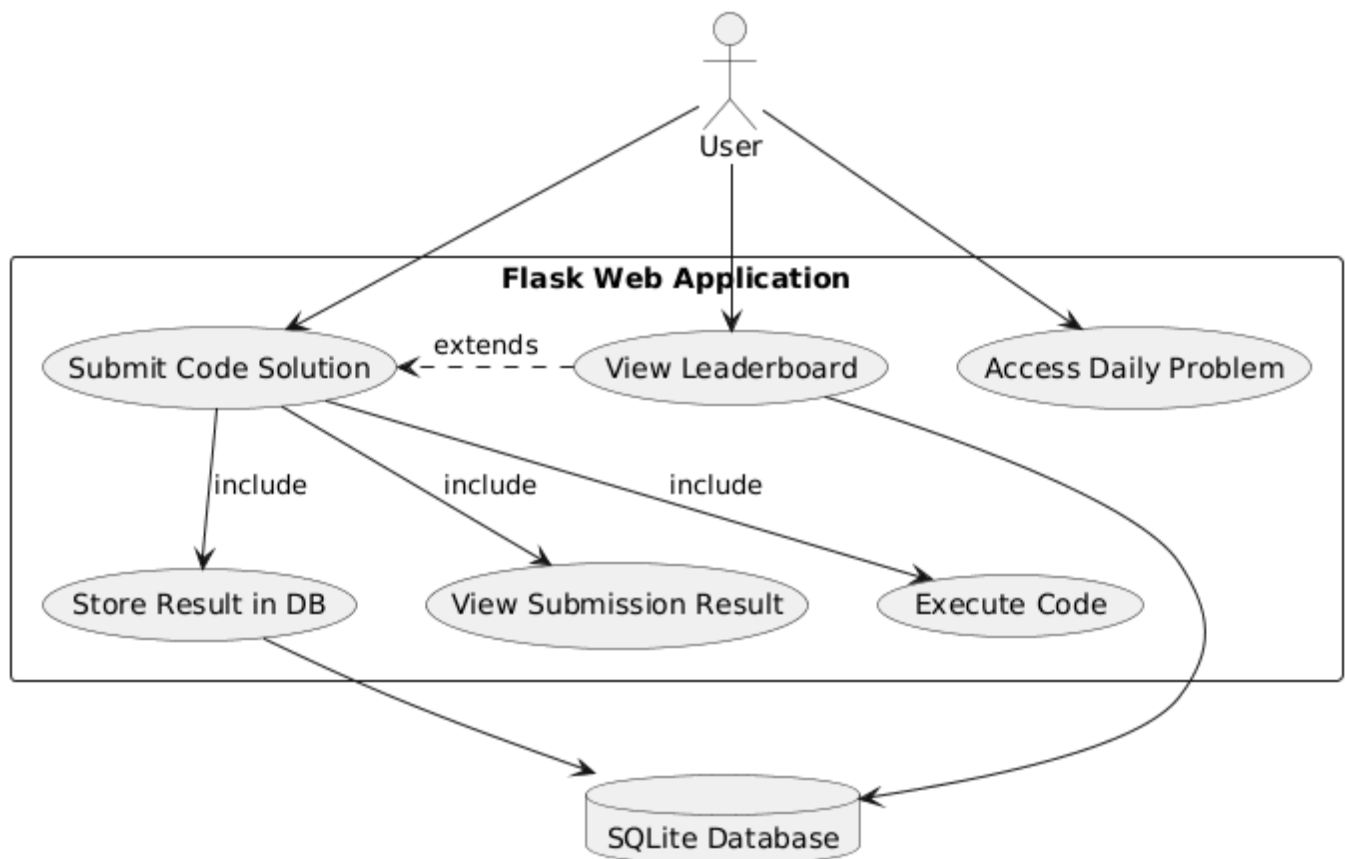 User
Flask Web Application
Submit Code Solution
extends
View Leaderboard
Access Daily Problem
include
include
include
Store Result in DB
View Submission Result
Execute Code
SQLite Database